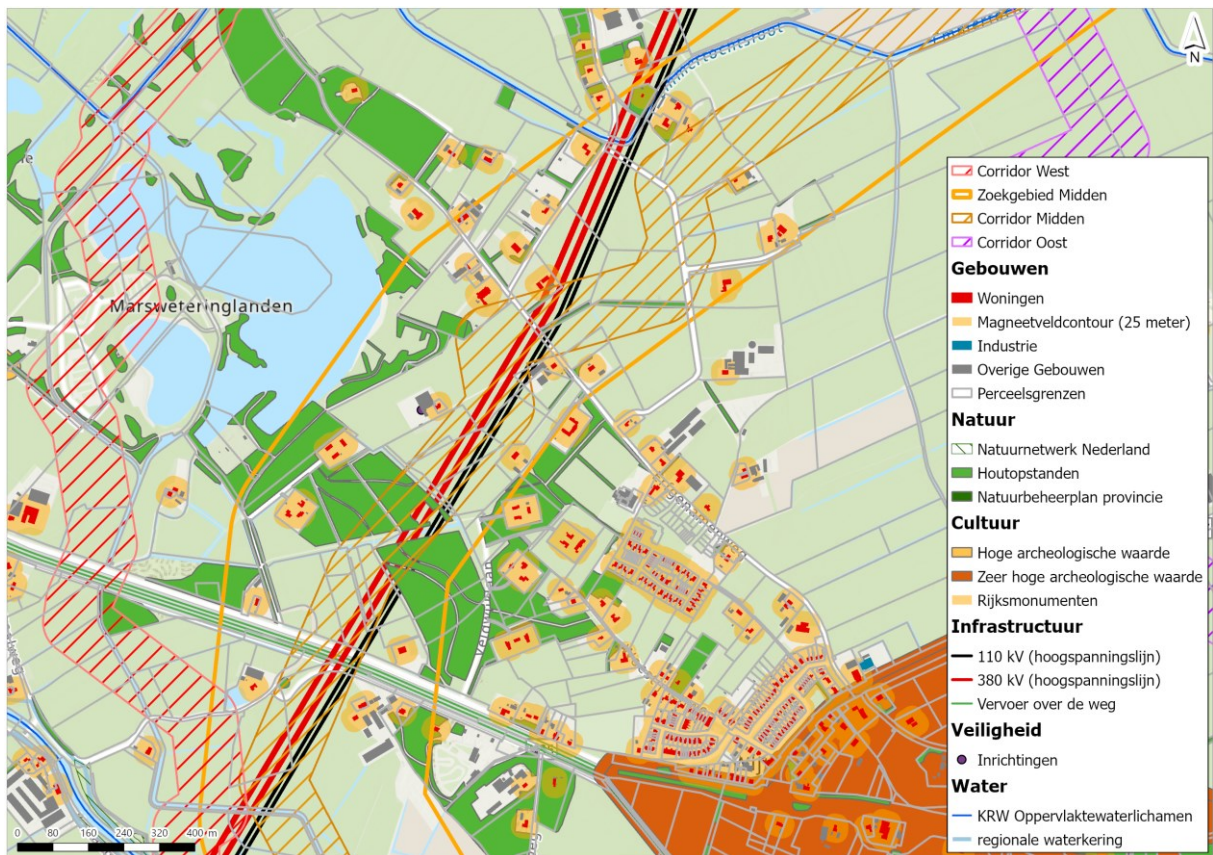 N
Marsweteringlanden
Corridor West
Zoekgebied Midden
Corridor Midden
Corridor Oost
Gebouwen
Woningen
Magneetveldcontour (25 meter)
Industrie
Overige Gebouwen
Perceelsgrenzen
Natuur
Natuurnetwerk Nederland
Houtopstanden
Natuurbeheerplan provincie
Cultuur
Hoge archeologische waarde
Zeer hoge archeologische waarde
Rijksmonumenten
Infrastructuur
110 kV (hoogspanningslijn)
380 kV (hoogspanningslijn)
Vervoer over de weg
Veiligheid
Inrichtingen
Water
KRW Oppervlaktewaterlichamen
regionale waterkering
0 80 160 240 320 400 m